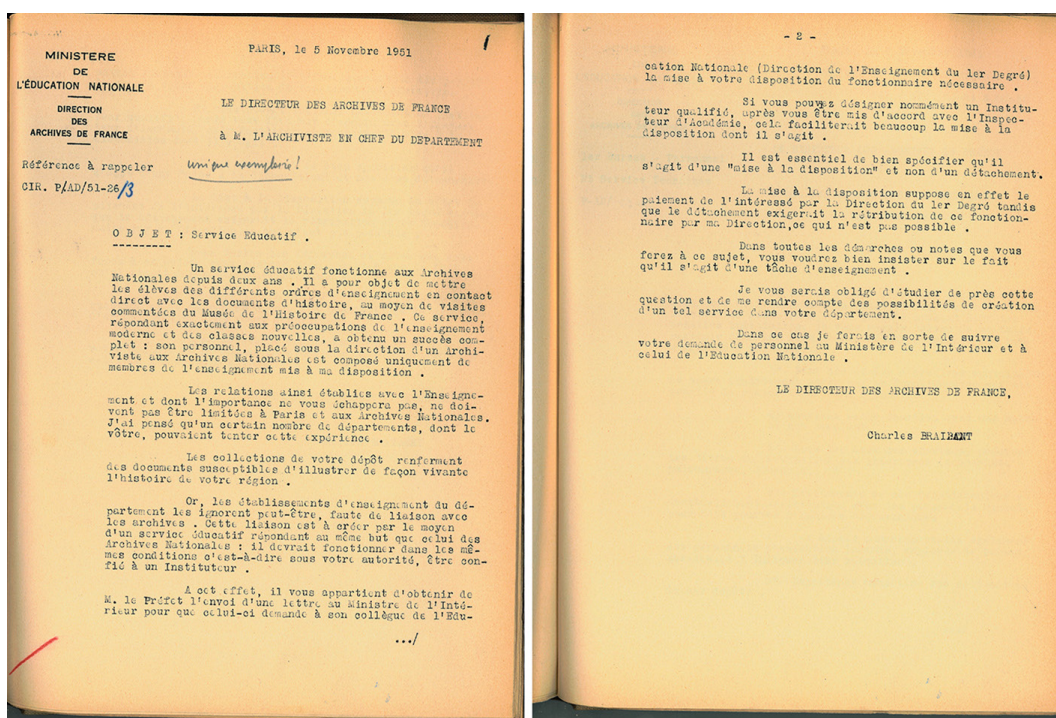 PARIS, le 5 Novembre 1951
MINISTERE
DE
L'ÉDUCATION NATIONALE
DIRECTION
DES
ARCHIVES DE FRANCE
LE DIRECTEUR DES ARCHIVES DE FRANCE
à M. L'ARCHIVISTE EN CHEF DU DEPARTEMENT
Référence à rappeler
unique exemplaire !
CIR. P/AD/51-26/3
O B J E T : Service Educatif .
Un service éducatif fonctionne aux Archives
Nationales depuis deux ans . Il a pour objet de mettre
les élèves des différents ordres d'enseignement en contact
direct avec les documents d'histoire, au moyen de visites
commentées du Musée de l'Histoire de France . Ce service,
répondant exactement aux préoccupations de l'enseignement
moderne et des classes nouvelles, a obtenu un succès com-
plet : son personnel, placé sous la direction d'un Archi-
viste aux Archives Nationales est composé uniquement de
membres de l'enseignement mis à ma disposition .
Les relations ainsi établies avec l'Enseigne-
ment et dont l'importance ne vous échappera pas, ne doi-
vent pas être limitées à Paris et aux Archives Nationales.
J'ai pensé qu'un certain nombre de départements, dont le
vôtre, pouvaient tenter cette expérience .
Les collections de votre dépôt renferment
des documents susceptibles d'illustrer de façon vivante
l'histoire de votre région .
Or, les établissements d'enseignement du dé-
partement les ignorent peut-être, faute de liaison avec
les archives . Cette liaison est à créer par le moyen
d'un service éducatif répondant au même but que celui des
Archives Nationales : il devrait fonctionner dans les mê-
mes conditions c'est-à-dire sous votre autorité, être con-
fié à un Instituteur .
A cet effet, il vous appartient d'obtenir de
M. le Préfet l'envoi d'une lettre au Ministre de l'Inté-
rieur pour que celui-ci demande à son collègue de l'Edu-
.../
- 2 -
cation Nationale (Direction de l'Enseignement du 1er Degré)
la mise à votre disposition du fonctionnaire nécessaire .
Si vous pouvez désigner nommément un Institu-
teur qualifié, après vous être mis d'accord avec l'Inspec-
teur d'Académie, cela faciliterait beaucoup la mise à la
disposition dont il s'agit .
Il est essentiel de bien spécifier qu'il
s'agit d'une "mise à la disposition" et non d'un détachement.
La mise à la disposition suppose en effet le
paiement de l'intéressé par la Direction du 1er Degré tandis
que le détachement exigerait la rétribution de ce fonction-
naire par ma Direction,ce qui n'est pas possible .
Dans toutes les démarches ou notes que vous
ferez à ce sujet, vous voudrez bien insister sur le fait
qu'il s'agit d'une tâche d'enseignement .
Je vous serais obligé d'étudier de près cette
question et de me rendre compte des possibilités de création
d'un tel service dans votre département.
Dans ce cas je ferais en sorte de suivre
votre demande de personnel au Ministère de l'Intérieur et à
celui de l'Education Nationale .
LE DIRECTEUR DES ARCHIVES DE FRANCE,
Charles BRAIBANT